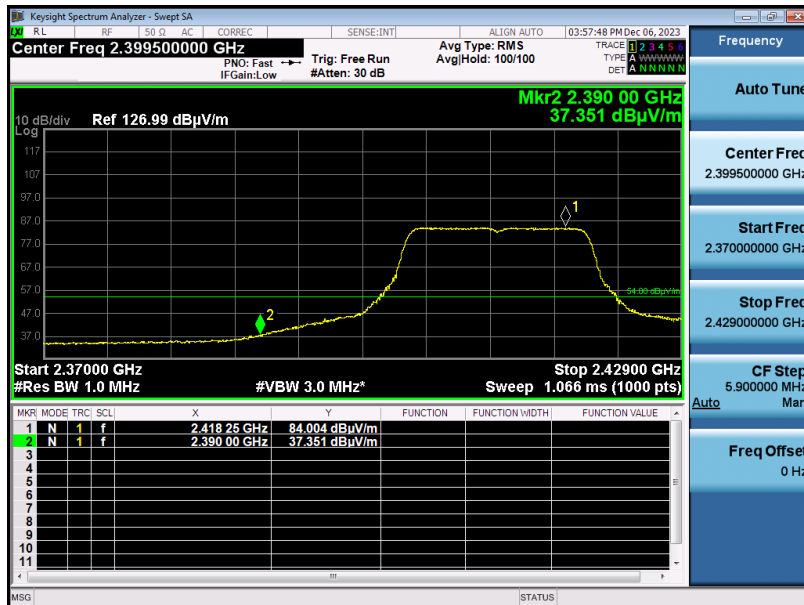 Keysight Spectrum Analyzer - Swept SA
LXI RL RF 50 Ω AC CORREC SENSE:INT ALIGN AUTO 03:57:48 PM Dec 06, 2023
Center Freq 2.399500000 GHz
PNO: Fast
IFGain:Low
Trig: Free Run
#Atten: 30 dB
Avg Type: RMS
Avg|Hold: 100/100
TRACE 1 2 3 4 5 6
TYPE A WWWWW
DET A N N N N N
Mkr2 2.390 00 GHz
37.351 dBµV/m
10 dB/div Ref 126.99 dBµV/m
Log
117
107
97.0
87.0
77.0
67.0
57.0
47.0
37.0
1
2
54.00 dBµV/m
Start 2.37000 GHz Stop 2.42900 GHz
#Res BW 1.0 MHz #VBW 3.0 MHz* Sweep 1.066 ms (1000 pts)
MKR MODE TRC SCL X Y FUNCTION FUNCTION WIDTH FUNCTION VALUE
1 N 1 f 2.418 25 GHz 84.004 dBµV/m
2 N 1 f 2.390 00 GHz 37.351 dBµV/m
3
4
5
6
7
8
9
10
11
MSG STATUS
Frequency
Auto Tune
Center Freq
2.399500000 GHz
Start Freq
2.370000000 GHz
Stop Freq
2.429000000 GHz
CF Step
5.900000 MHz
Auto Man
Freq Offset
0 Hz